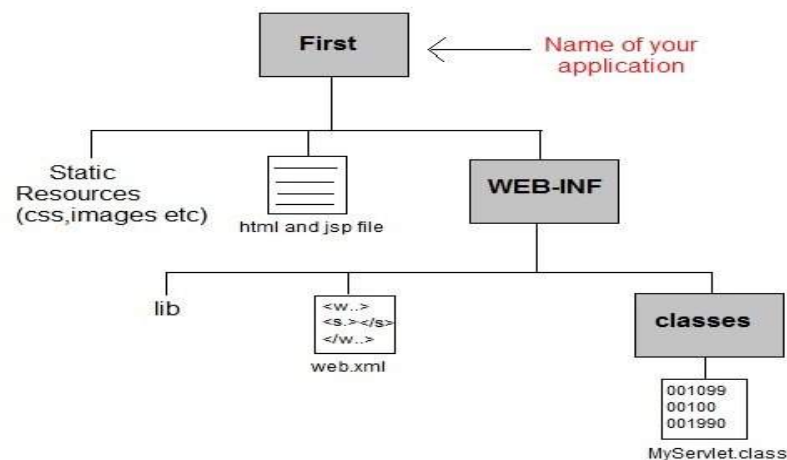 First
Name of your
application
Static
Resources
(css,images etc)
html and jsp file
WEB-INF
lib
<w..>
<s.></s>
</w..>
web.xml
classes
001099
00100
001990
MyServlet.class